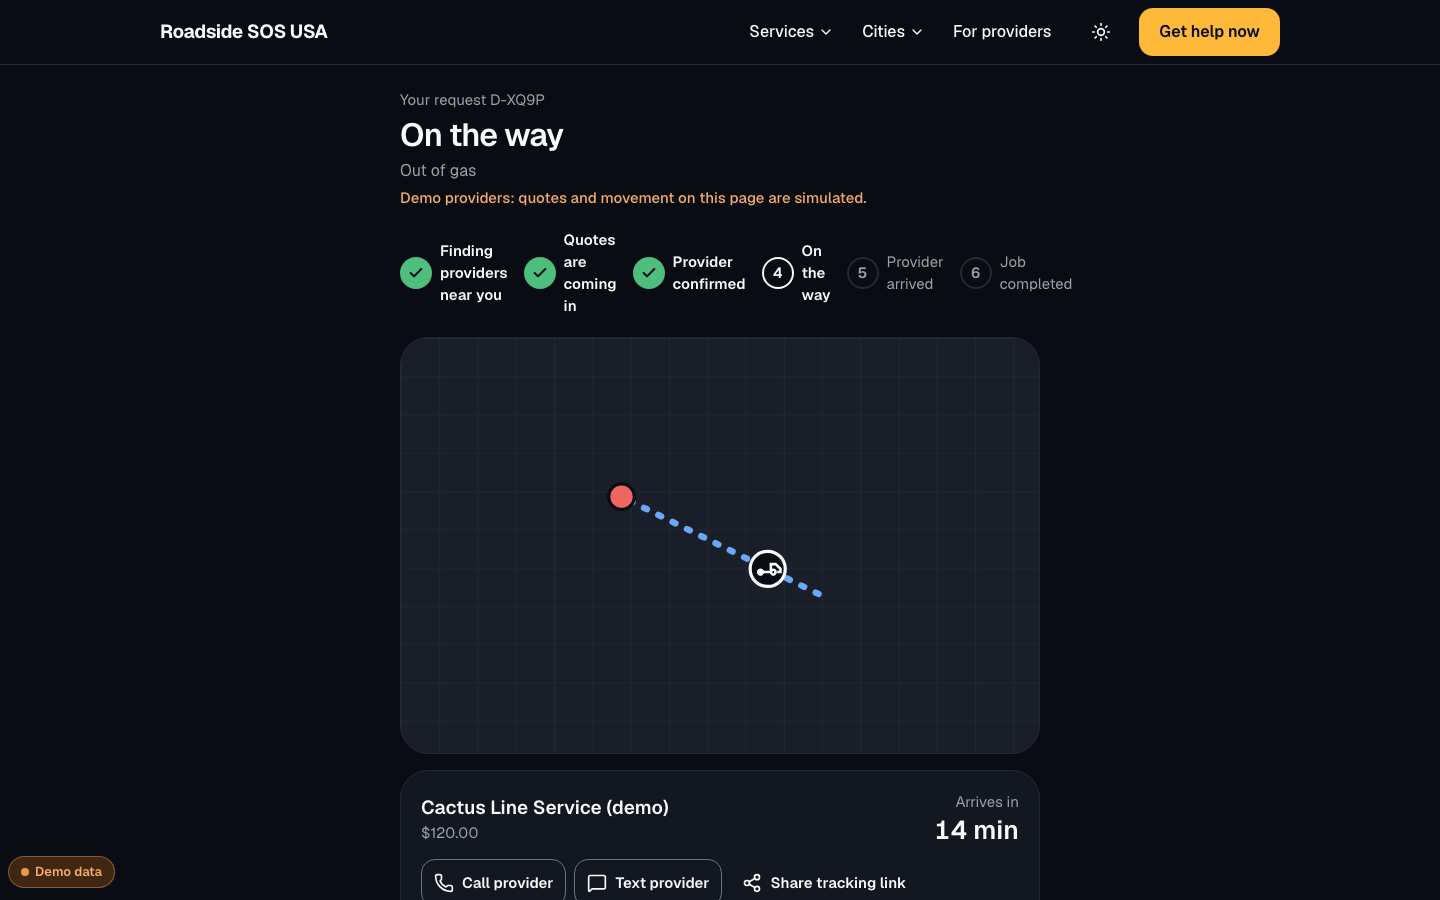 Roadside SOS USA
Services
Cities
For providers
Get help now
Your request D-XQ9P
On the way
Out of gas
Demo providers: quotes and movement on this page are simulated.
Finding
providers
near you
Quotes
are
coming
in
Provider
confirmed
4
On
the
way
5
Provider
arrived
6
Job
completed
Cactus Line Service (demo)
$120.00
Arrives in
14 min
Call provider
Text provider
Share tracking link
Demo data